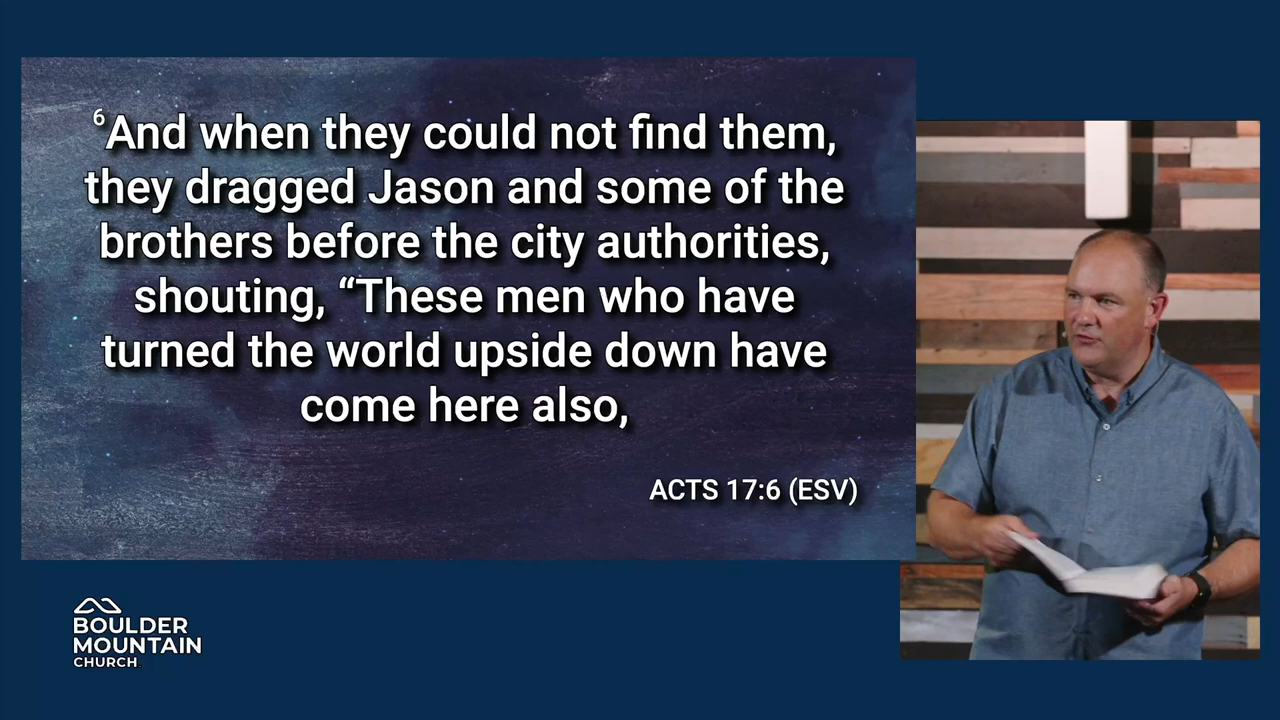 ⁶And when they could not find them,
they dragged Jason and some of the
brothers before the city authorities,
shouting, “These men who have
turned the world upside down have
come here also,
ACTS 17:6 (ESV)
BOULDER
MOUNTAIN
CHURCH